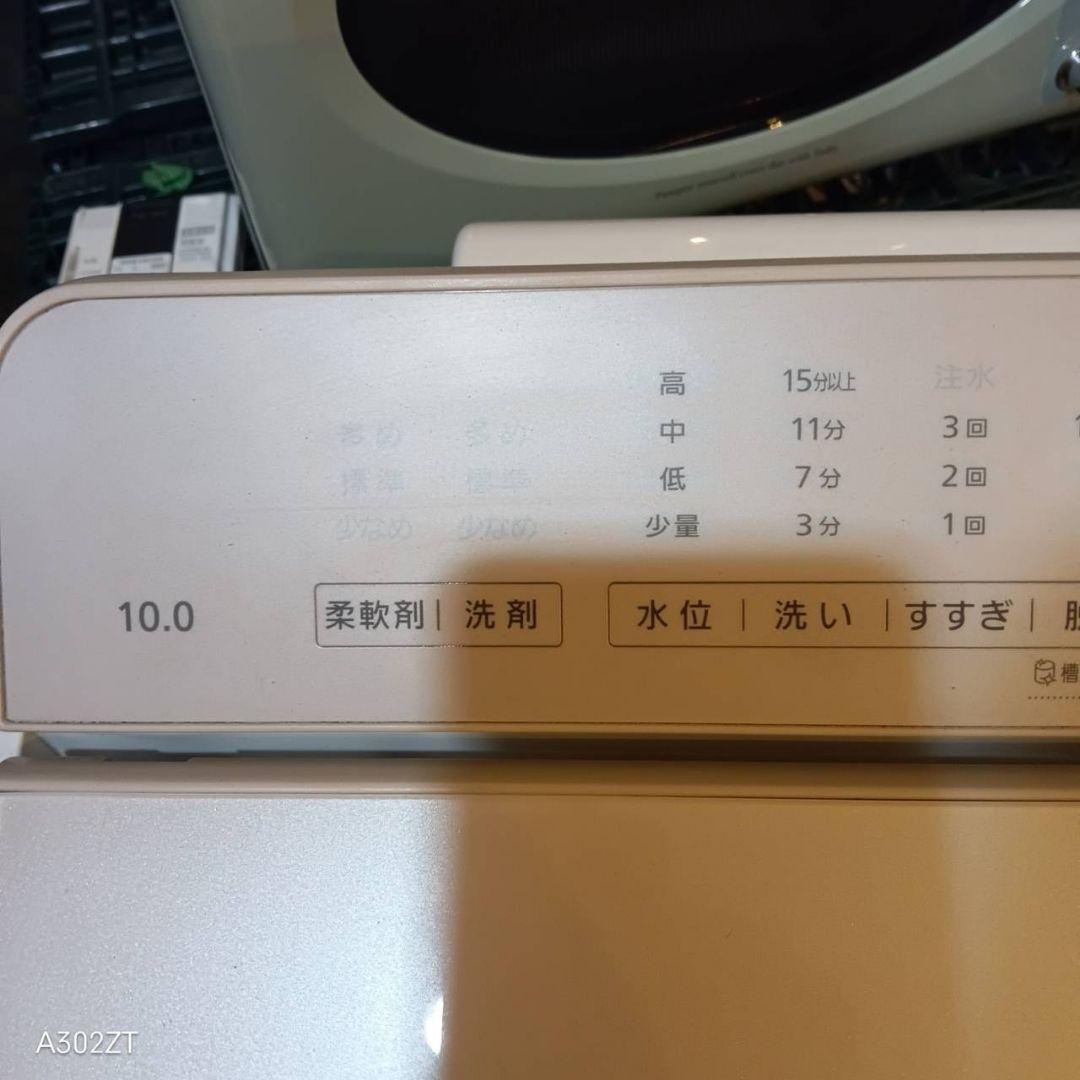 高 15分以上 注水
多め 多め 中 11分 3回
標準 標準 低 7分 2回
少なめ 少なめ 少量 3分 1回
10.0 柔軟剤 洗剤 水位 洗い すすぎ
槽
A302ZT